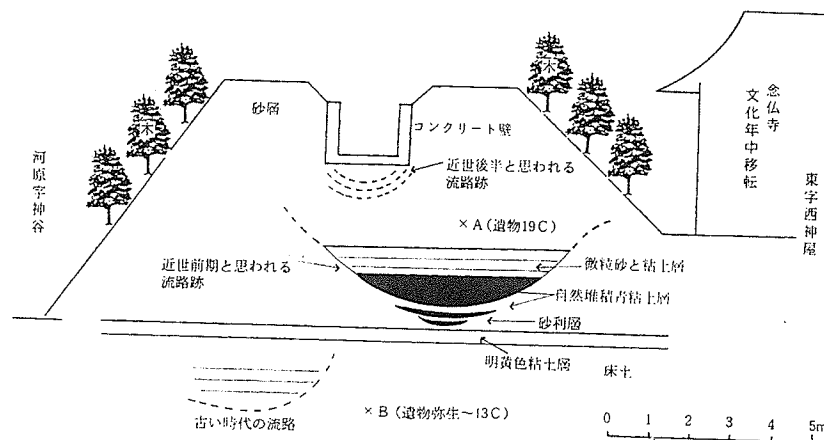 木
木
木
砂層
コンクリート壁
念仏寺
文化年中移転
河原字神谷
東字西神屋
近世後半と思われる
流路跡
× A (遺物19C)
近世前期と思われる
流路跡
微粒砂と粘土層
自然堆積青粘土層
砂利層
明黄色粘土層
床土
古い時代の流路
× B (遺物弥生～13C)
0 1 2 3 4 5m